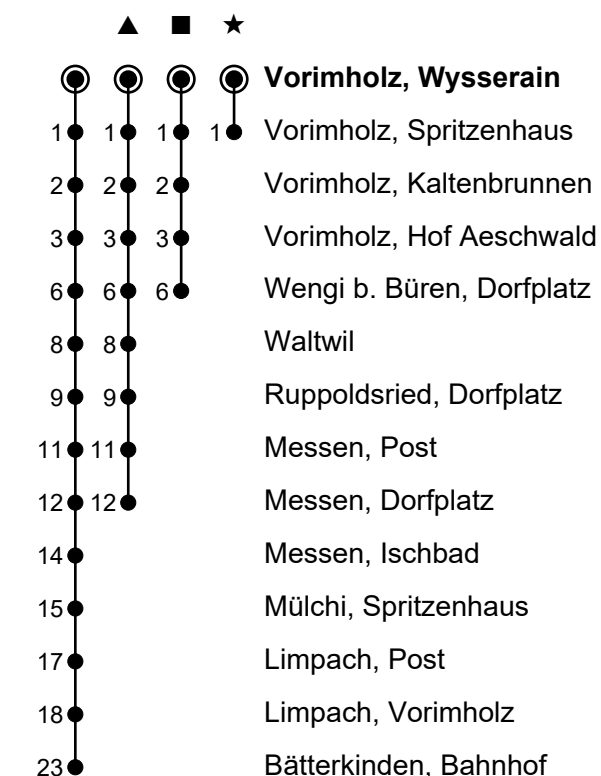 ▲ ■ ★
Vorimholz, Wysserain
1 1 1 1 Vorimholz, Spritzenhaus
2 2 2 Vorimholz, Kaltenbrunnen
3 3 3 Vorimholz, Hof Aeschwald
6 6 6 Wengi b. Büren, Dorfplatz
8 8 Waltwil
9 9 Ruppoldsried, Dorfplatz
11 11 Messen, Post
12 12 Messen, Dorfplatz
14 Messen, Ischbad
15 Mülchi, Spritzenhaus
17 Limpach, Post
18 Limpach, Vorimholz
23 Bätterkinden, Bahnhof